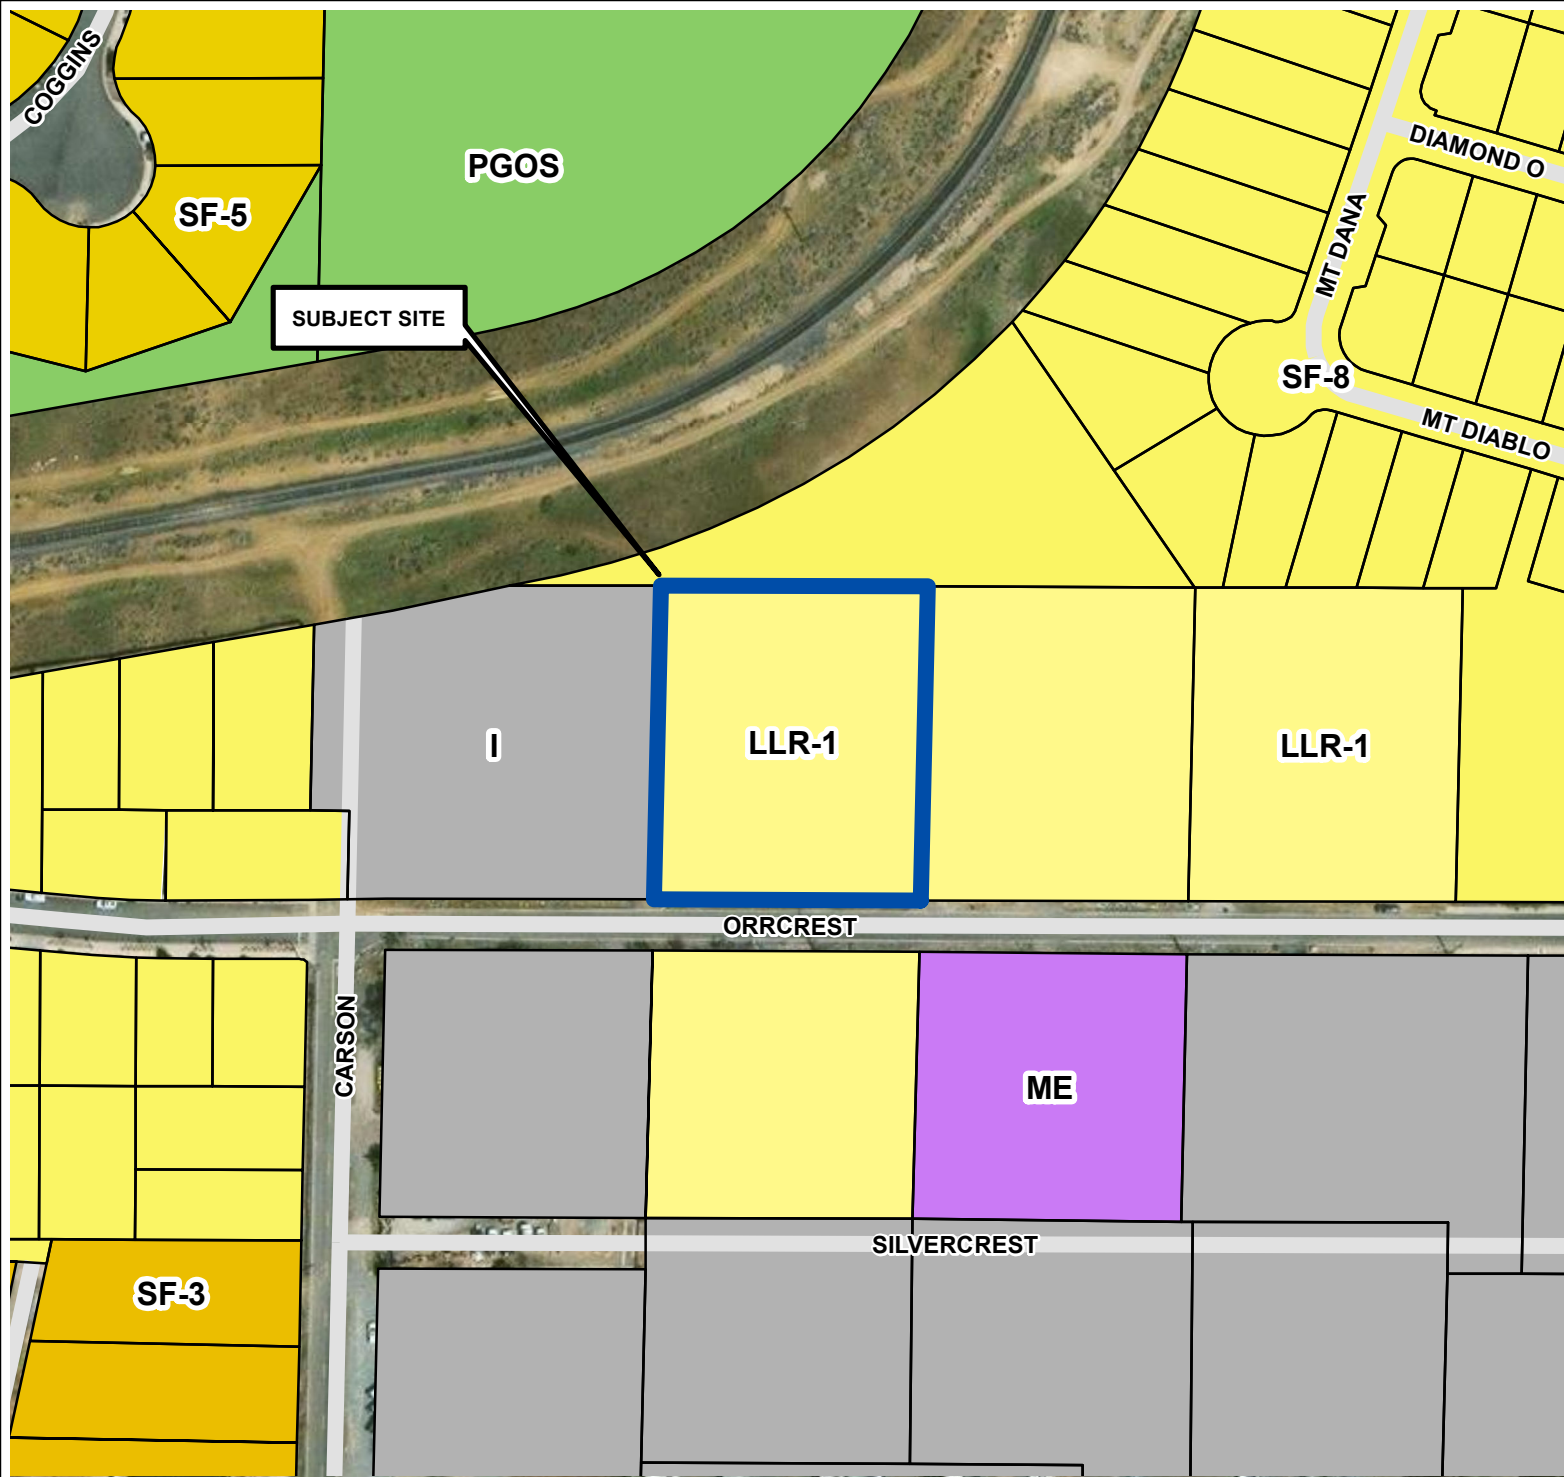 COGGINS
PGOS
DIAMOND O
SF-5
MT DANA
SUBJECT SITE
SF-8
MT DIABLO
I
LLR-1
LLR-1
ORRCREST
CARSON
ME
SILVERCREST
SF-3